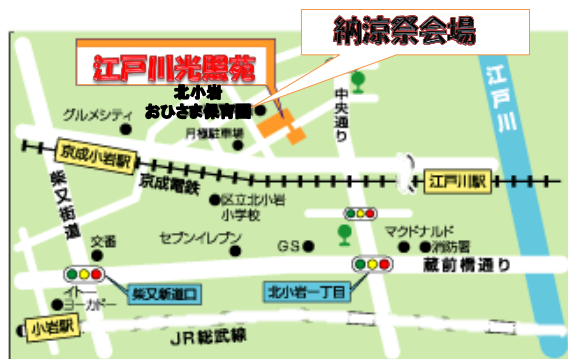 納涼祭会場
江戸川光照苑
北小岩
おひさま保育園
グルメシティ
月極駐車場
中央通り
江戸川
京成小岩駅
京成電鉄
江戸川駅
柴又街道
区立北小岩
小学校
交番
セブンイレブン
GS
マクドナルド
消防署
蔵前橋通り
柴又新道口
北小岩一丁目
イトー
ヨーカドー
小岩駅
JR総武線